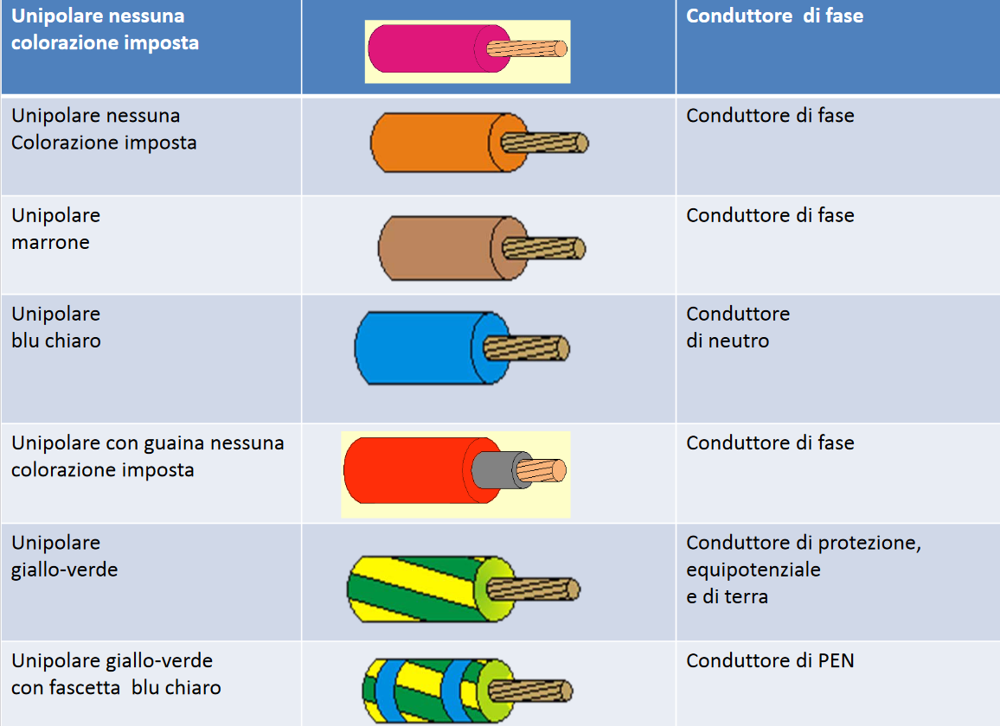 Unipolare nessuna
colorazione imposta
Conduttore  di fase
Unipolare nessuna
Colorazione imposta
Conduttore di fase
Unipolare
marrone
Conduttore di fase
Unipolare
blu chiaro
Conduttore
di neutro
Unipolare con guaina nessuna
colorazione imposta
Conduttore di fase
Unipolare
giallo-verde
Conduttore di protezione,
equipotenziale
e di terra
Unipolare giallo-verde
con fascetta  blu chiaro
Conduttore di PEN